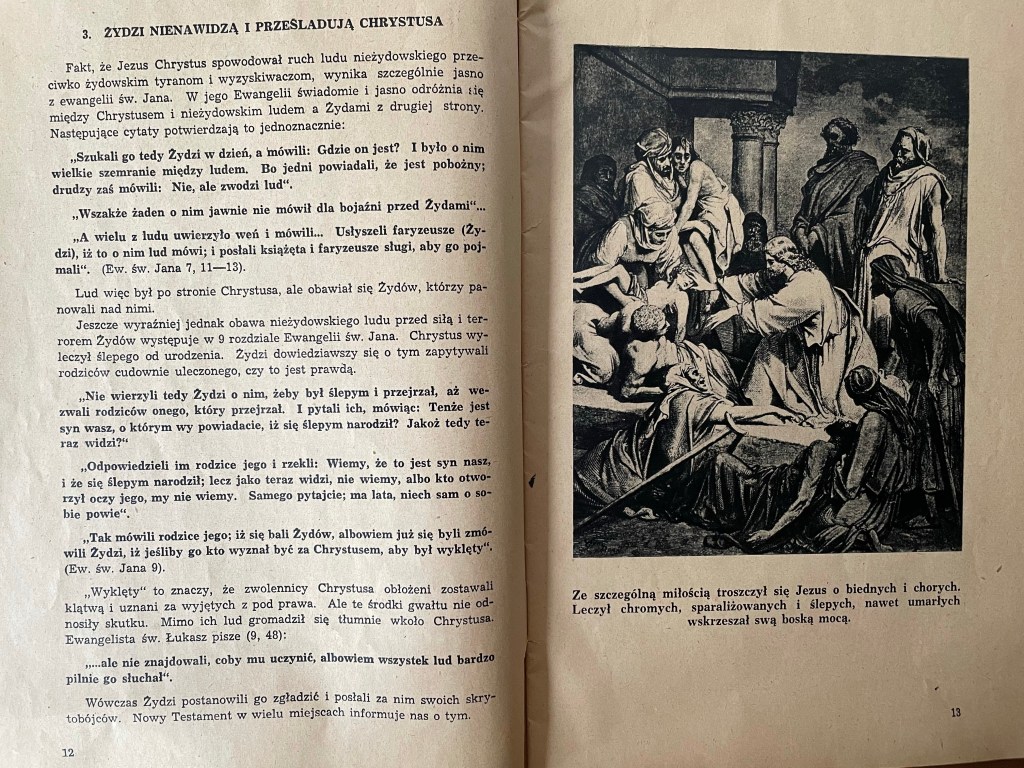 3. ŻYDZI NIENAWIDZĄ I PRZEŚLADUJĄ CHRYSTUSA
Fakt, że Jezus Chrystus spowodował ruch ludu nieżydowskiego prze-
ciwko żydowskim tyranom i wyzyskiwaczom, wynika szczególnie jasno
z ewangelii św. Jana. W jego Ewangelii świadomie i jasno odróżnia się
między Chrystusem i nieżydowskim ludem a Żydami z drugiej strony.
Następujące cytaty potwierdzają to jednoznacznie:
„Szukali go tedy Żydzi w dzień, a mówili: Gdzie on jest? I było o nim
wielkie szemranie między ludem. Bo jedni powiadali, że jest pobożny;
drudzy zaś mówili: Nie, ale zwodzi lud“.
„Wszakże żaden o nim jawnie nie mówił dla bojaźni przed Żydami“...
„A wielu z ludu uwierzyło weń i mówili... Usłyszeli faryzeusze (Ży-
dzi), iż to o nim lud mówi; i posłali książęta i faryzeusze sługi, aby go poj-
mali“. (Ew. św. Jana 7, 11—13).
Lud więc był po stronie Chrystusa, ale obawiał się Żydów, którzy pa-
nowali nad nimi.
Jeszcze wyraźniej jednak obawa nieżydowskiego ludu przed siłą i ter-
rorem Żydów występuje w 9 rozdziale Ewangelii św. Jana. Chrystus wy-
leczył ślepego od urodzenia. Żydzi dowiedziawszy się o tym zapytywali
rodziców cudownie uleczonego, czy to jest prawdą.
„Nie wierzyli tedy Żydzi o nim, żeby był ślepym i przejrzał, aż we-
zwali rodziców onego, który przejrzał. I pytali ich, mówiąc: Tenże jest
syn wasz, o którym wy powiadacie, iż się ślepym narodził? Jakoż tedy te-
raz widzi?“
„Odpowiedzieli im rodzice jego i rzekli: Wiemy, że to jest syn nasz,
i że się ślepym narodził; lecz jako teraz widzi, nie wiemy, albo kto otwo-
rzył oczy jego, my nie wiemy. Samego pytajcie; ma lata, niech sam o so-
bie powie“.
„Tak mówili rodzice jego; iż się bali Żydów, albowiem już się byli zmó-
wili Żydzi, iż jeśliby go kto wyznał być za Chrystusem, aby był wyklęty“.
(Ew. św. Jana 9).
„Wyklęty“ to znaczy, że zwolennicy Chrystusa obłożeni zostawali
klątwą i uznani za wyjętych z pod prawa. Ale te środki gwałtu nie od-
nosiły skutku. Mimo ich lud gromadził się tłumnie wkoło Chrystusa.
Ewangelista św. Łukasz pisze (9, 48):
„...ale nie znajdowali, coby mu uczynić, albowiem wszystek lud bardzo
pilnie go słuchał“.
Wówczas Żydzi postanowili go zgładzić i posłali za nim swoich skry-
tobójców. Nowy Testament w wielu miejscach informuje nas o tym.
12
Ze szczególną miłością troszczył się Jezus o biednych i chorych.
Leczył chromych, sparaliżowanych i ślepych, nawet umarłych
wskrzeszał swą boską mocą.
13